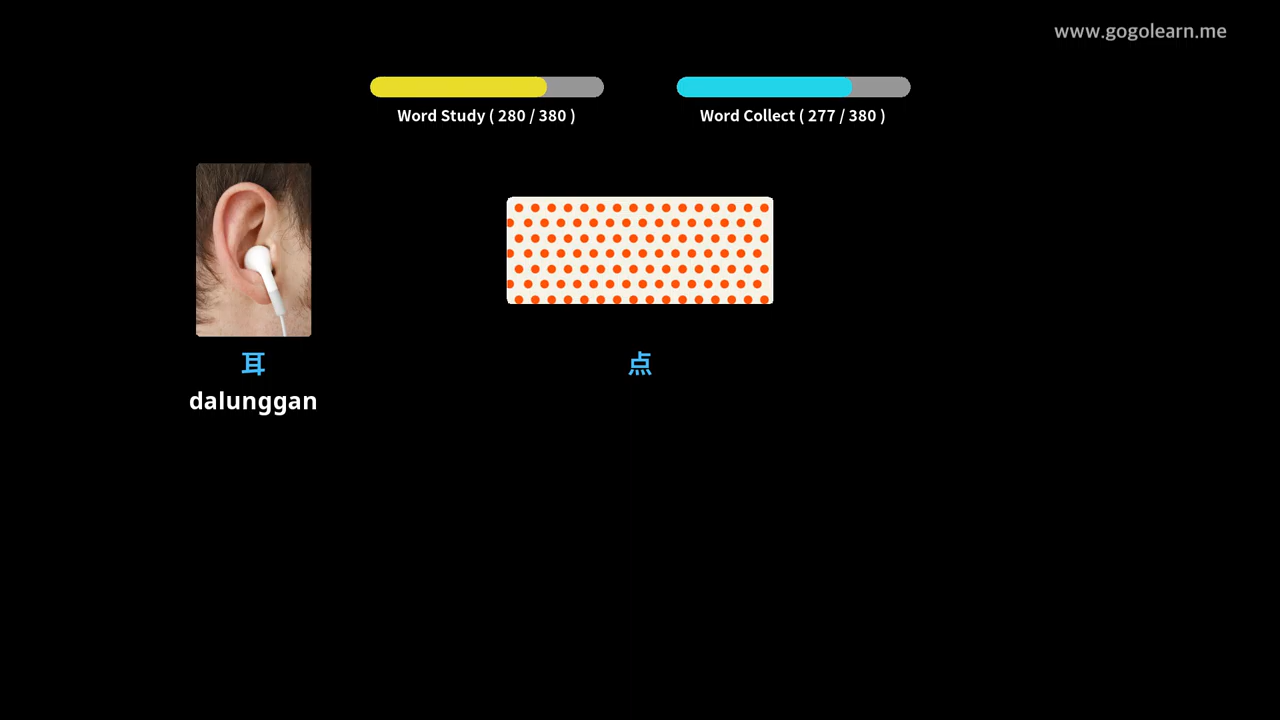 www.gogolearn.me
Word Study ( 280 / 380 )
Word Collect ( 277 / 380 )
耳
点
dalunggan